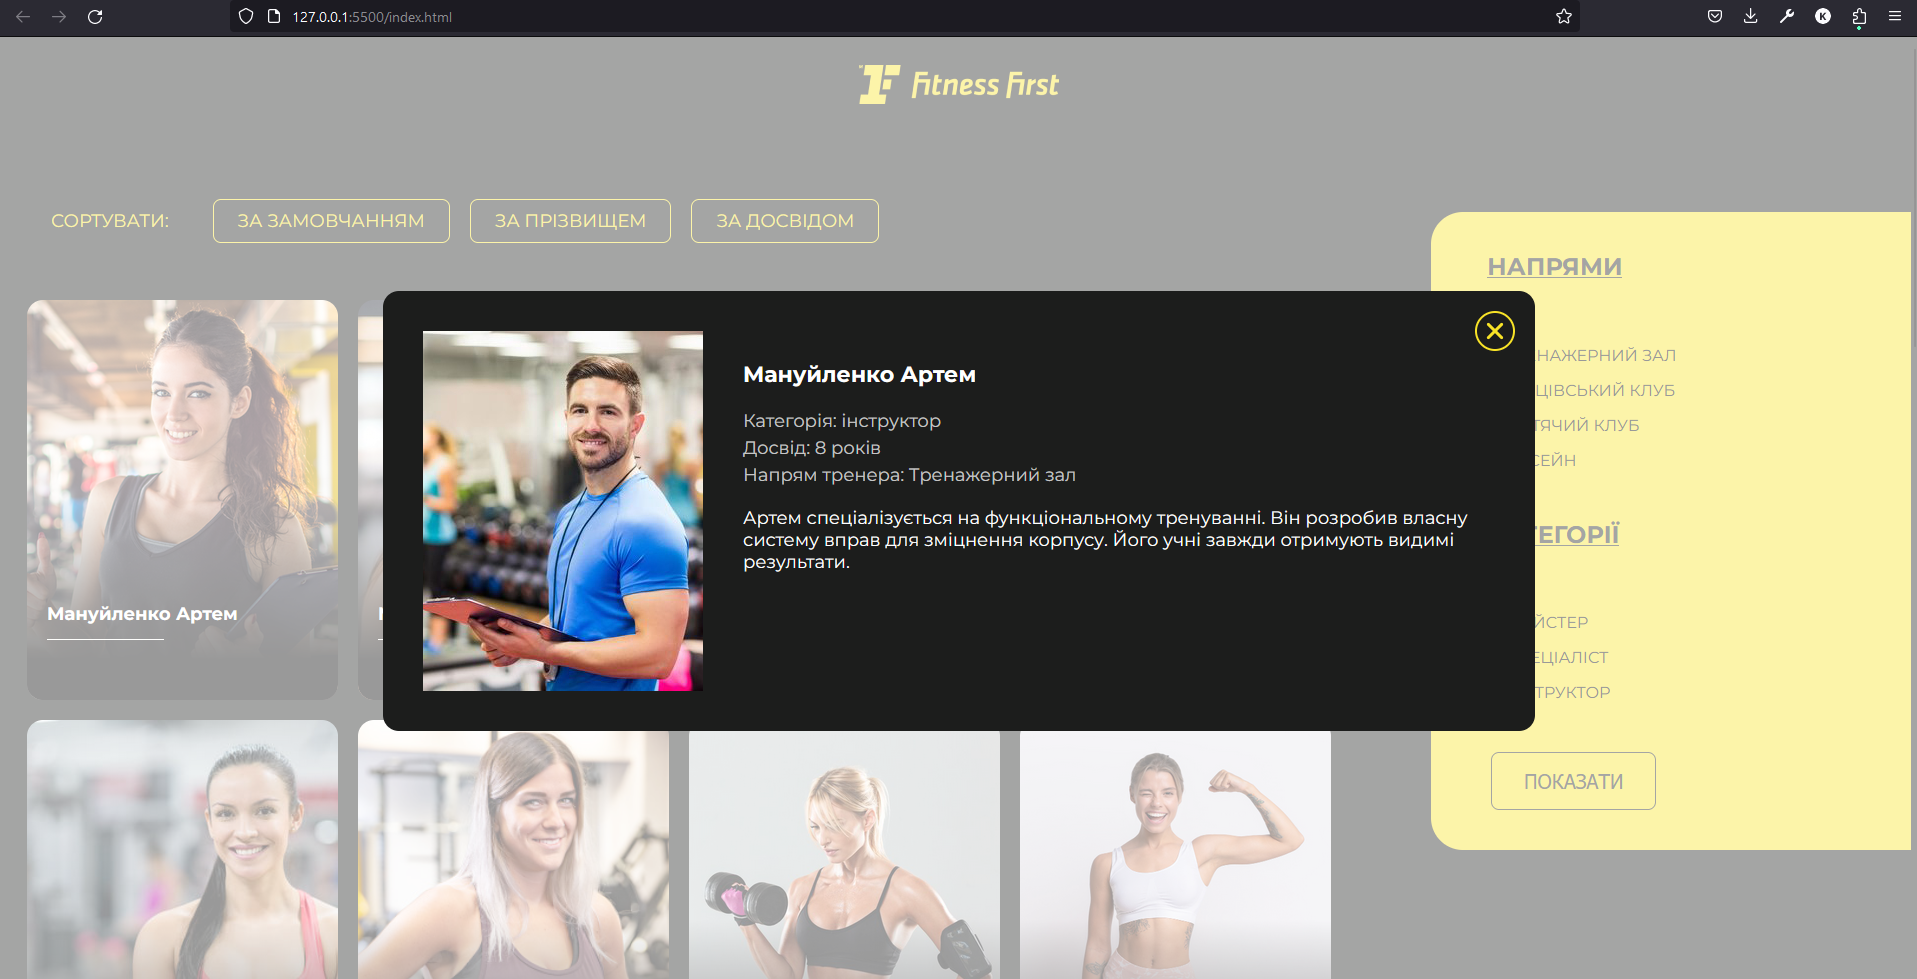 127.0.0.1:5500/index.html
K
Fitness First
СОРТУВАТИ:
ЗА ЗАМОВЧАННЯМ
ЗА ПРІЗВИЩЕМ
ЗА ДОСВІДОМ
НАПРЯМИ
НАЖЕРНИЙ ЗАЛ
ЦІВСЬКИЙ КЛУБ
ТЯЧИЙ КЛУБ
СЕЙН
ТЕГОРІЇ
ЙСТЕР
ЕЦІАЛІСТ
ТРУКТОР
ПОКАЗАТИ
Мануйленко Артем
Мануйленко Артем
Категорія: інструктор
Досвід: 8 років
Напрям тренера: Тренажерний зал
Артем спеціалізується на функціональному тренуванні. Він розробив власну
систему вправ для зміцнення корпусу. Його учні завжди отримують видимі
результати.